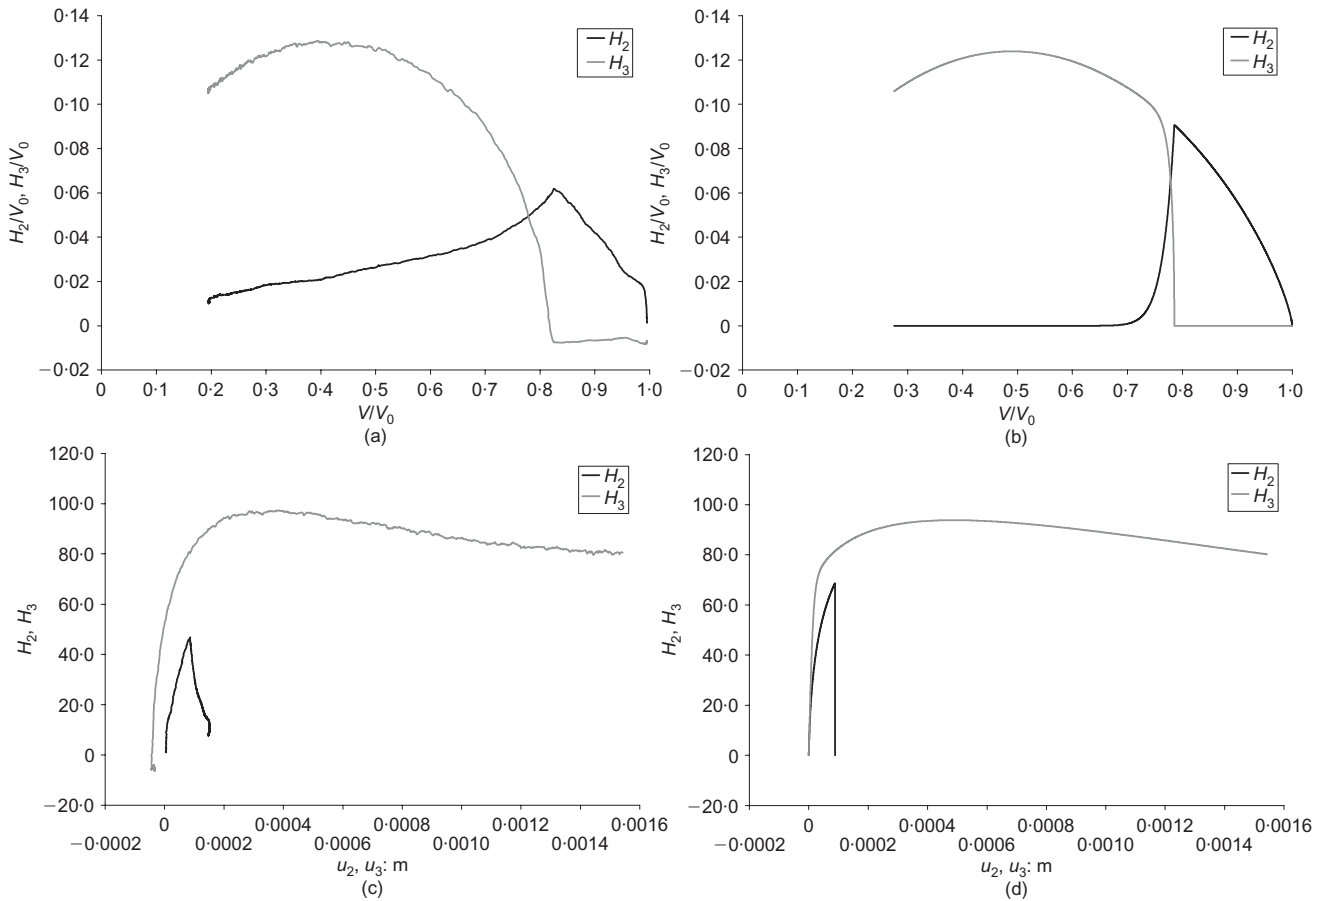 0·14
0·12
0·10
0·08
0·06
0·04
0·02
0
−0·02
H2/V0, H3/V0
H2
H3
0 0·1 0·2 0·3 0·4 0·5 0·6 0·7 0·8 0·9 1·0
V/V0
(a)
0·14
0·12
0·10
0·08
0·06
0·04
0·02
0
−0·02
H2/V0, H3/V0
H2
H3
0 0·1 0·2 0·3 0·4 0·5 0·6 0·7 0·8 0·9 1·0
V/V0
(b)
120·0
100·0
80·0
60·0
40·0
20·0
0
−20·0
H2, H3
H2
H3
0 0·0004 0·0008 0·0012 0·0016
−0·0002 0·0002 0·0006 0·0010 0·0014
u2, u3: m
(c)
120·0
100·0
80·0
60·0
40·0
20·0
0
−20·0
H2, H3
H2
H3
0 0·0004 0·0008 0·0012 0·0016
−0·0002 0·0002 0·0006 0·0010 0·0014
u2, u3: m
(d)